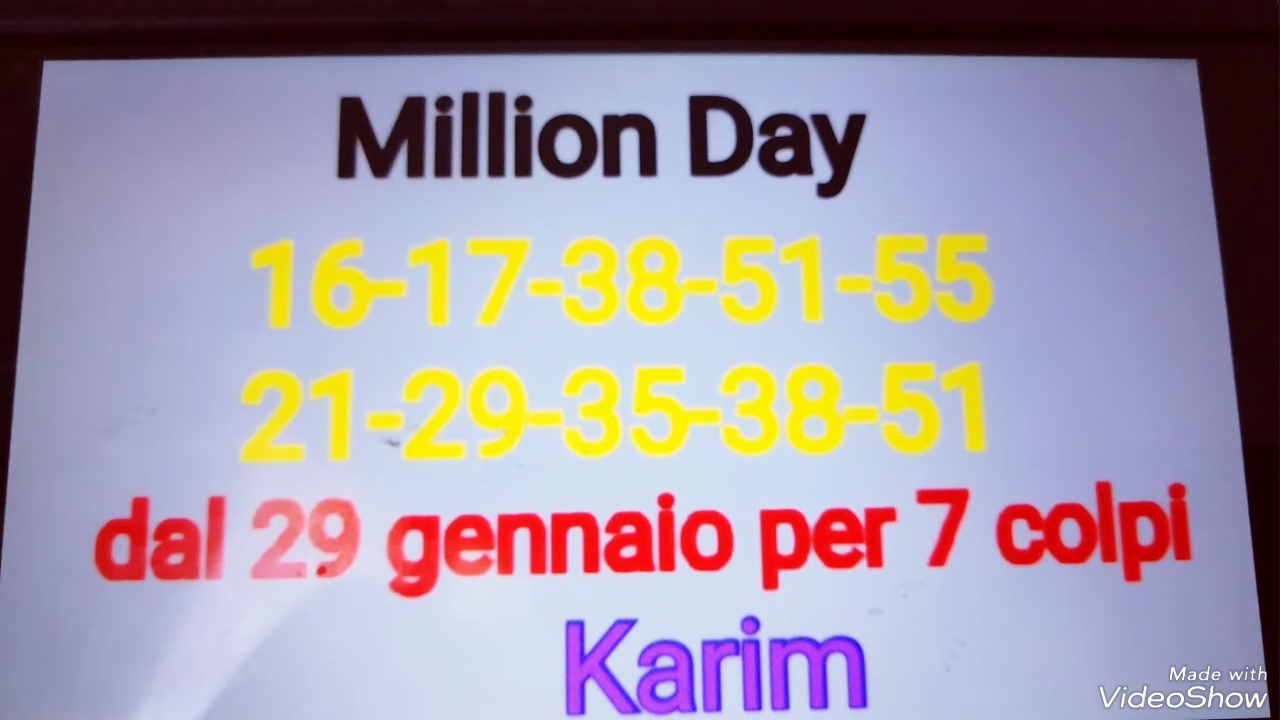 Million Day
16-17-38-51-55
21-29-35-38-51
dal 29 gennaio per 7 colpi
Karim
Made with
VideoShow